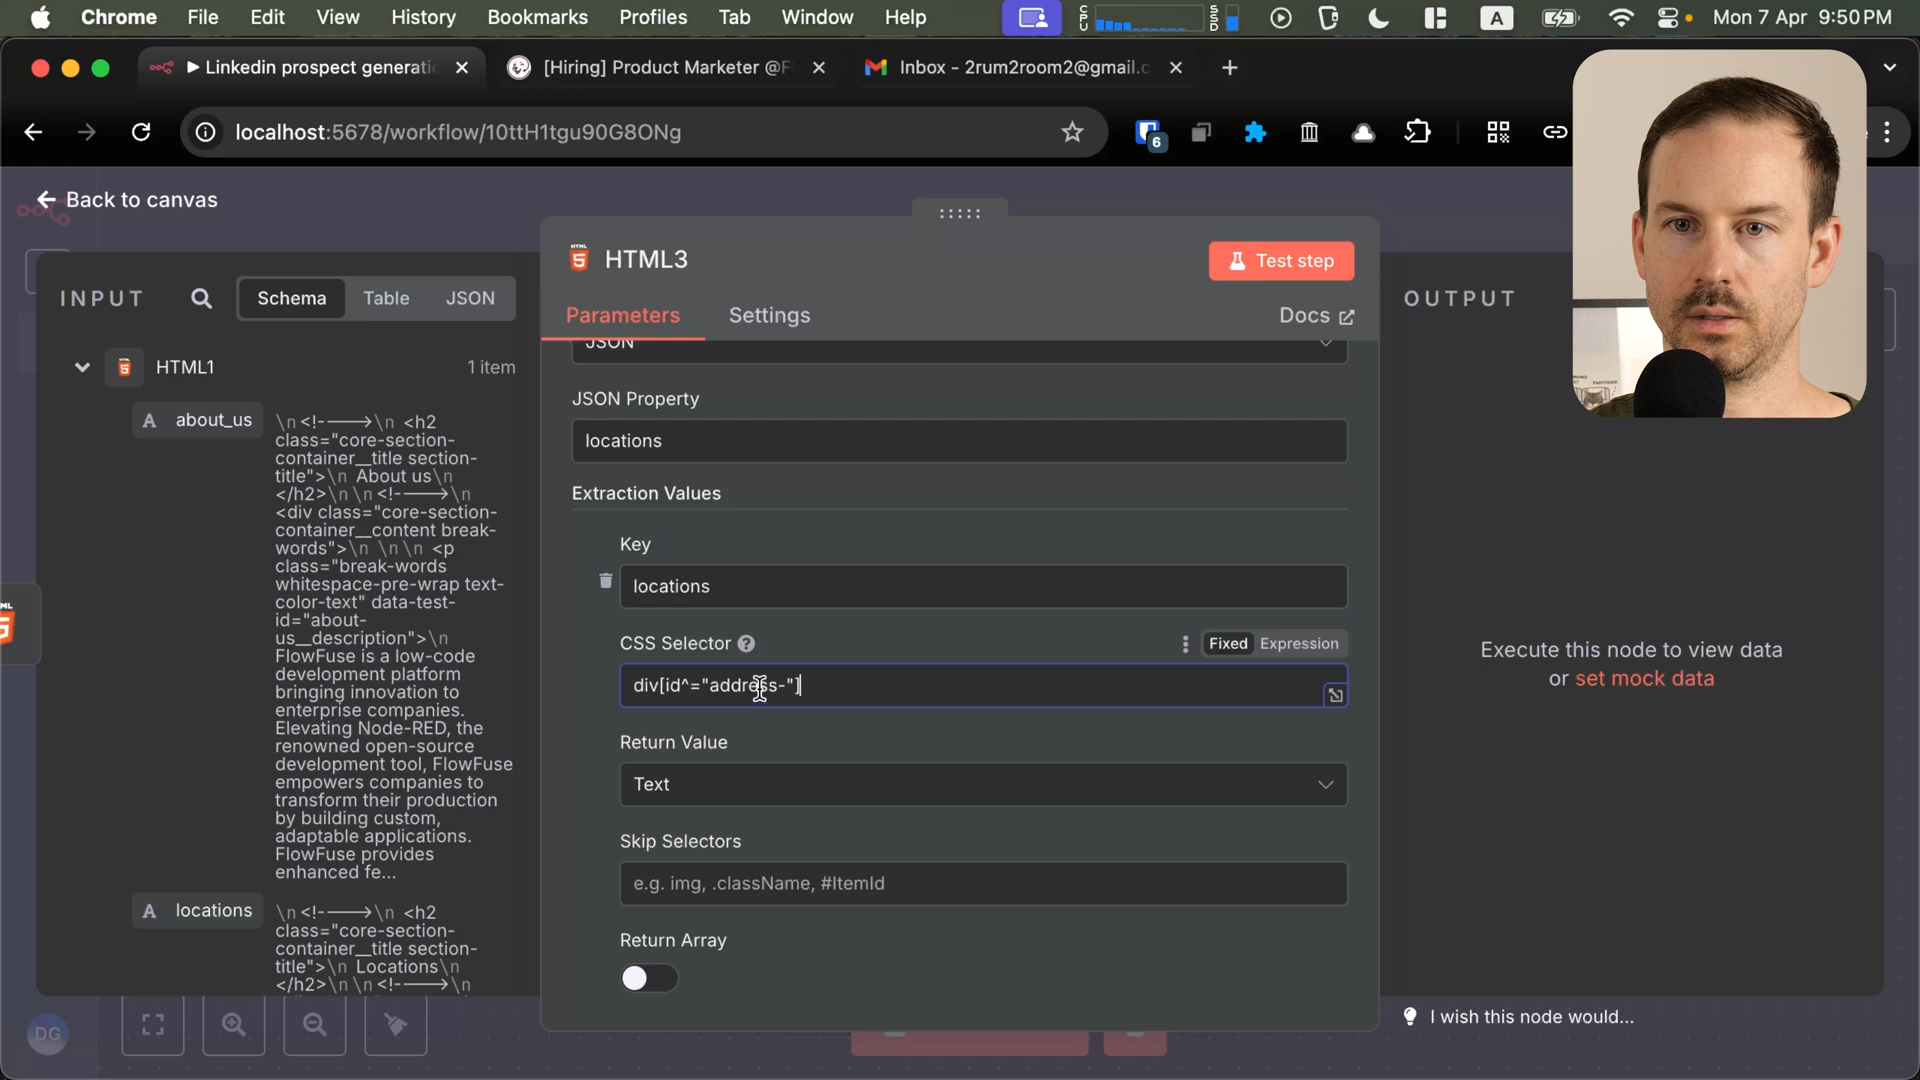 Chrome File Edit View History Bookmarks Profiles Tab Window Help
CPU
SSD
A
Mon 7 Apr 9:50 PM
Linkedin prospect generati
[Hiring] Product Marketer @F
Inbox - 2rum2room2@gmail.c
localhost:5678/workflow/10ttH1tgu90G8ONg
6
Back to canvas
INPUT
Schema Table JSON
HTML1
1 item
A about_us
\n <!---->\n <h2
class="core-section-
container__title section-
title">\n About us\n
</h2>\n \n <!---->\n
<div class="core-section-
container__content break-
words">\n \n\n <p
class="break-words
whitespace-pre-wrap text-
color-text" data-test-
id="about-
us__description">\n
FlowFuse is a low-code
development platform
bringing innovation to
enterprise companies.
Elevating Node-RED, the
renowned open-source
development tool, FlowFuse
empowers companies to
transform their production
by building custom,
adaptable applications.
FlowFuse provides
enhanced fe...
A locations
\n <!---->\n <h2
class="core-section-
container__title section-
title">\n Locations\n
</h2>\n \n <!---->\n
HTML3
Test step
Parameters
Settings
Docs
JSON
JSON Property
locations
Extraction Values
Key
locations
CSS Selector
Fixed Expression
div[id^="address-"]
Return Value
Text
Skip Selectors
e.g. img, .className, #ItemId
Return Array
OUTPUT
Execute this node to view data
or set mock data
I wish this node would...
DG